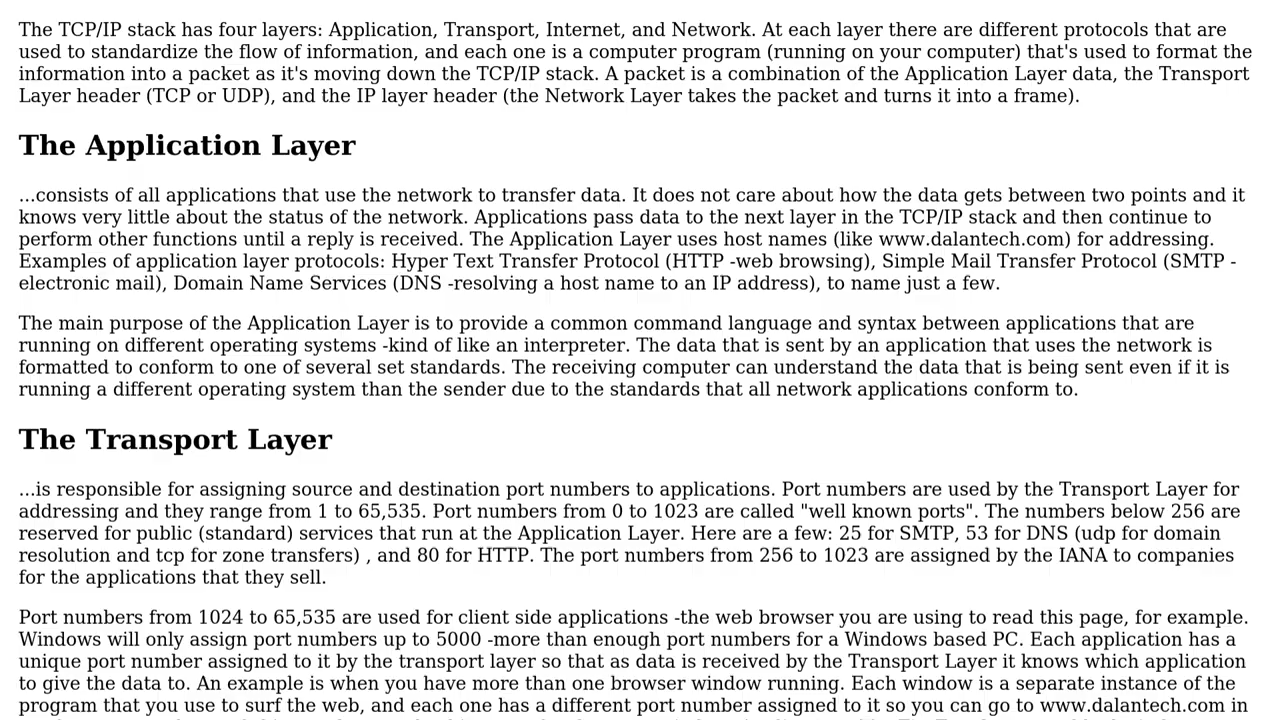 The TCP/IP stack has four layers: Application, Transport, Internet, and Network. At each layer there are different protocols that are
used to standardize the flow of information, and each one is a computer program (running on your computer) that's used to format the
information into a packet as it's moving down the TCP/IP stack. A packet is a combination of the Application Layer data, the Transport
Layer header (TCP or UDP), and the IP layer header (the Network Layer takes the packet and turns it into a frame).
The Application Layer
...consists of all applications that use the network to transfer data. It does not care about how the data gets between two points and it
knows very little about the status of the network. Applications pass data to the next layer in the TCP/IP stack and then continue to
perform other functions until a reply is received. The Application Layer uses host names (like www.dalantech.com) for addressing.
Examples of application layer protocols: Hyper Text Transfer Protocol (HTTP -web browsing), Simple Mail Transfer Protocol (SMTP -
electronic mail), Domain Name Services (DNS -resolving a host name to an IP address), to name just a few.
The main purpose of the Application Layer is to provide a common command language and syntax between applications that are
running on different operating systems -kind of like an interpreter. The data that is sent by an application that uses the network is
formatted to conform to one of several set standards. The receiving computer can understand the data that is being sent even if it is
running a different operating system than the sender due to the standards that all network applications conform to.
The Transport Layer
...is responsible for assigning source and destination port numbers to applications. Port numbers are used by the Transport Layer for
addressing and they range from 1 to 65,535. Port numbers from 0 to 1023 are called "well known ports". The numbers below 256 are
reserved for public (standard) services that run at the Application Layer. Here are a few: 25 for SMTP, 53 for DNS (udp for domain
resolution and tcp for zone transfers) , and 80 for HTTP. The port numbers from 256 to 1023 are assigned by the IANA to companies
for the applications that they sell.
Port numbers from 1024 to 65,535 are used for client side applications -the web browser you are using to read this page, for example.
Windows will only assign port numbers up to 5000 -more than enough port numbers for a Windows based PC. Each application has a
unique port number assigned to it by the transport layer so that as data is received by the Transport Layer it knows which application
to give the data to. An example is when you have more than one browser window running. Each window is a separate instance of the
program that you use to surf the web, and each one has a different port number assigned to it so you can go to www.dalantech.com in